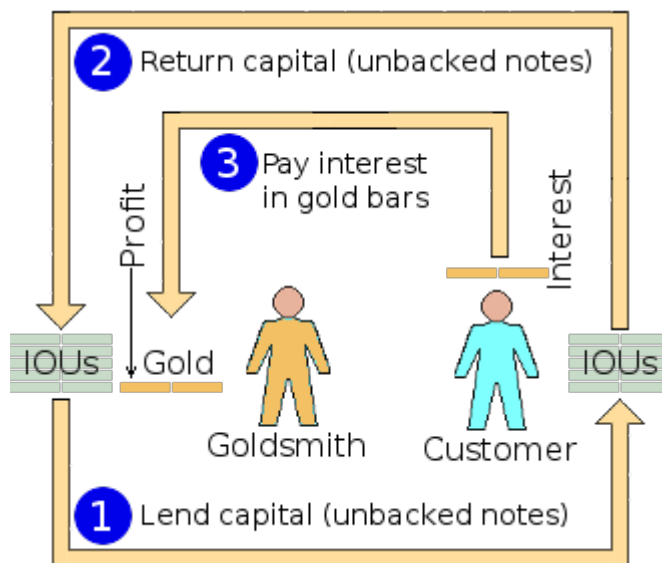 2 Return capital (unbacked notes)
3 Pay interest
in gold bars
Profit
Interest
IOUs
Gold
IOUs
Goldsmith
Customer
1 Lend capital (unbacked notes)